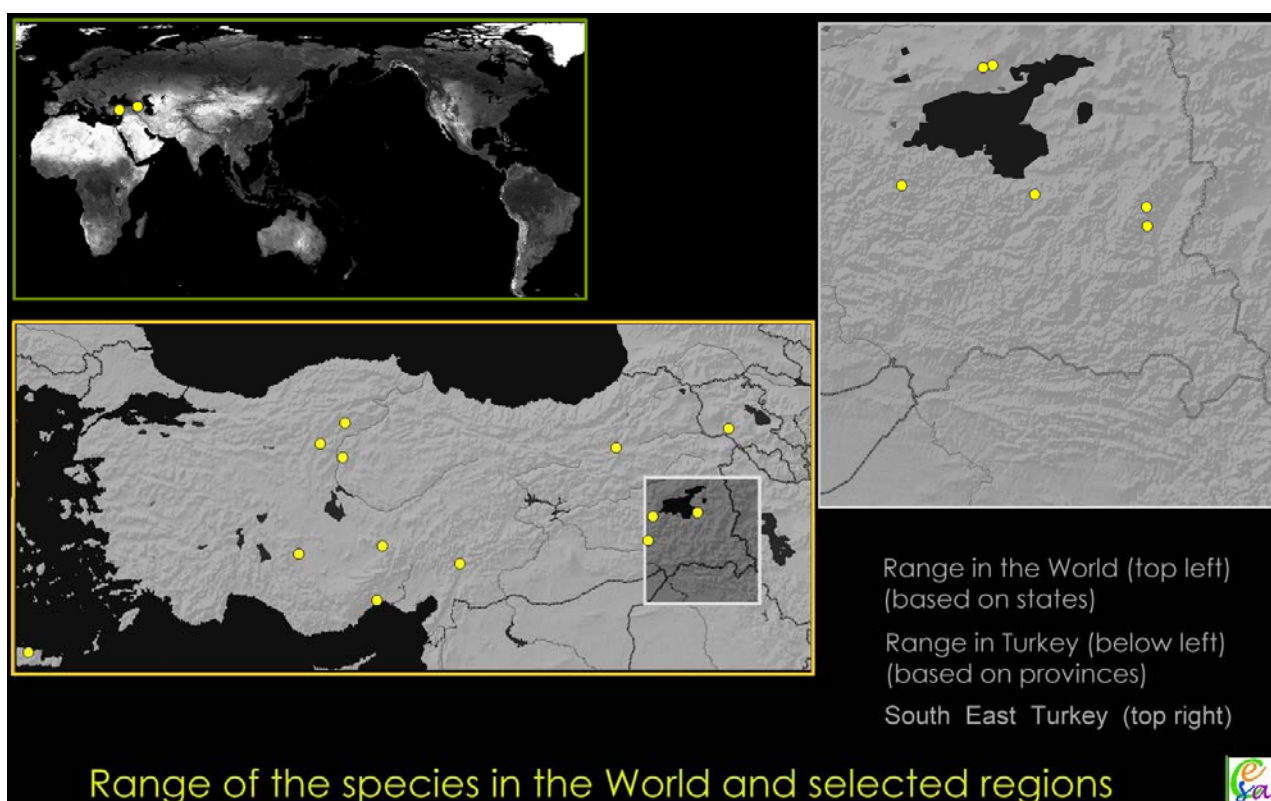 Range in the World (top left)
(based on states)
Range in Turkey (below left)
(based on provinces)
South East Turkey (top right)
Range of the species in the World and selected regions
esa